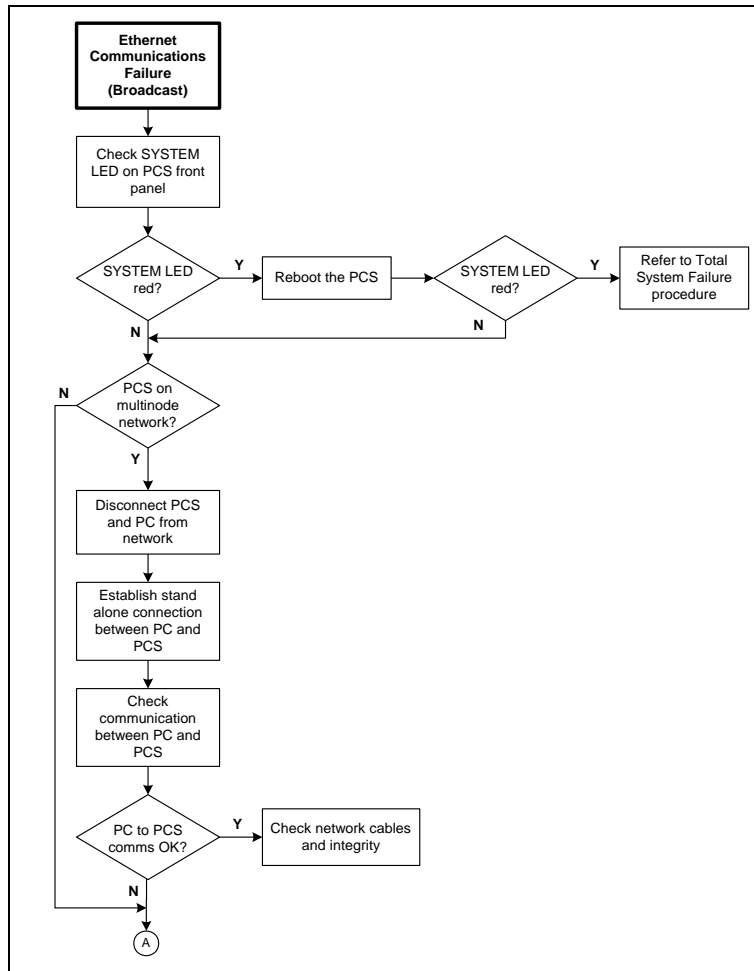 Ethernet
Communications
Failure
(Broadcast)
Check SYSTEM
LED on PCS front
panel
SYSTEM LED
red?
Y
Reboot the PCS
SYSTEM LED
red?
Y
Refer to Total
System Failure
procedure
N
N
PCS on
multinode
network?
N
Y
Disconnect PCS
and PC from
network
Establish stand
alone connection
between PC and
PCS
Check
communication
between PC and
PCS
PC to PCS
comms OK?
Y
Check network cables
and integrity
N
A